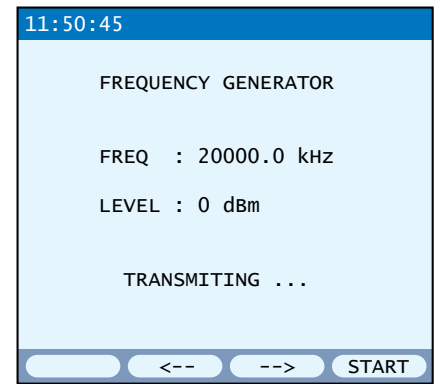 11:50:45
FREQUENCY GENERATOR
FREQ : 20000.0 kHz
LEVEL : 0 dBm
TRANSMITING ...
<-- --> START